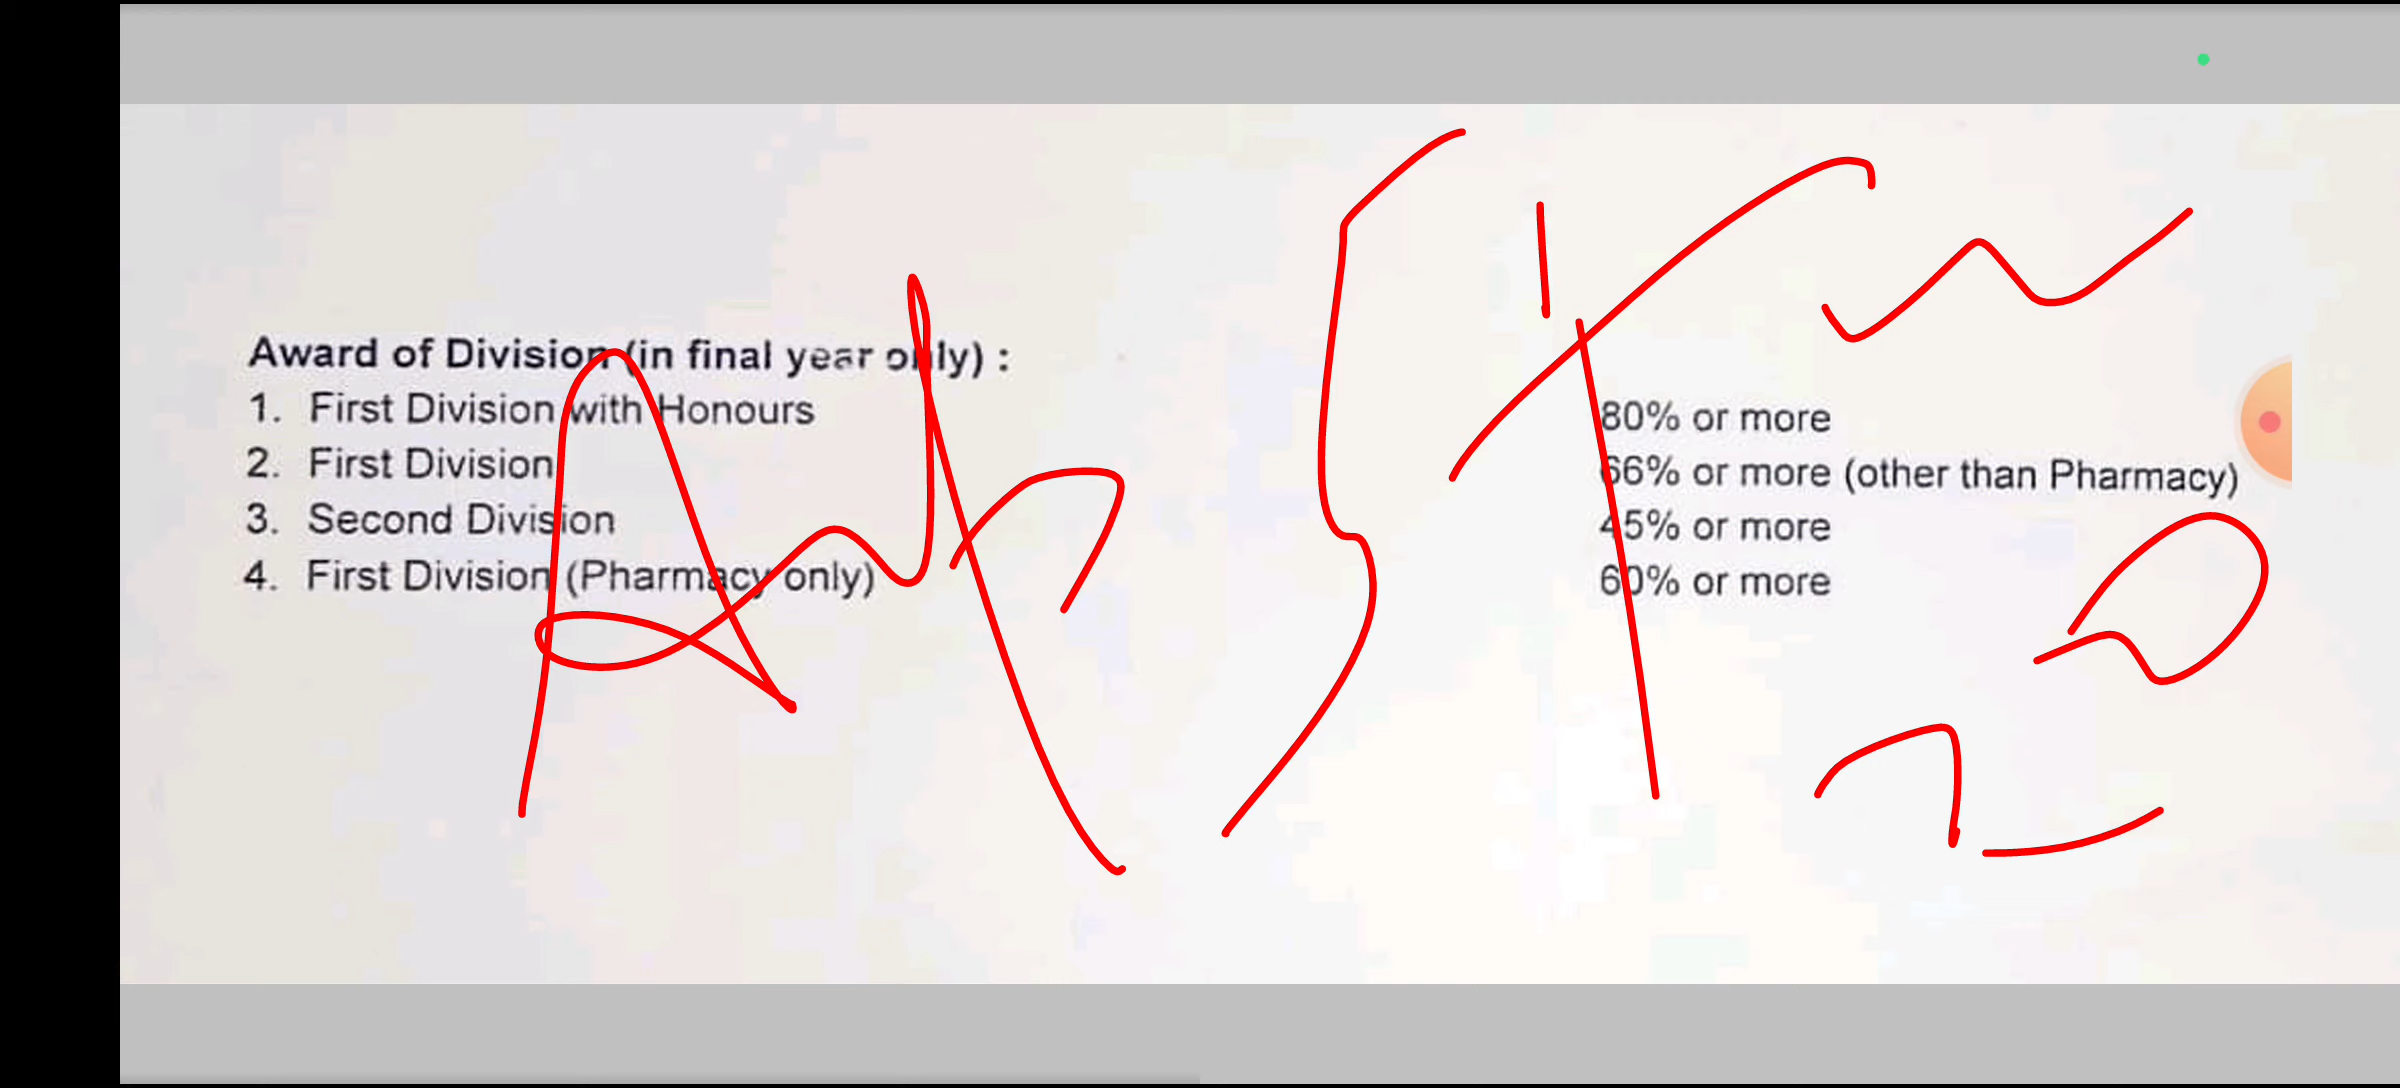 Award of Division (in final year only) :
1. First Division with Honours 80% or more
2. First Division 66% or more (other than Pharmacy)
3. Second Division 45% or more
4. First Division (Pharmacy only) 60% or more